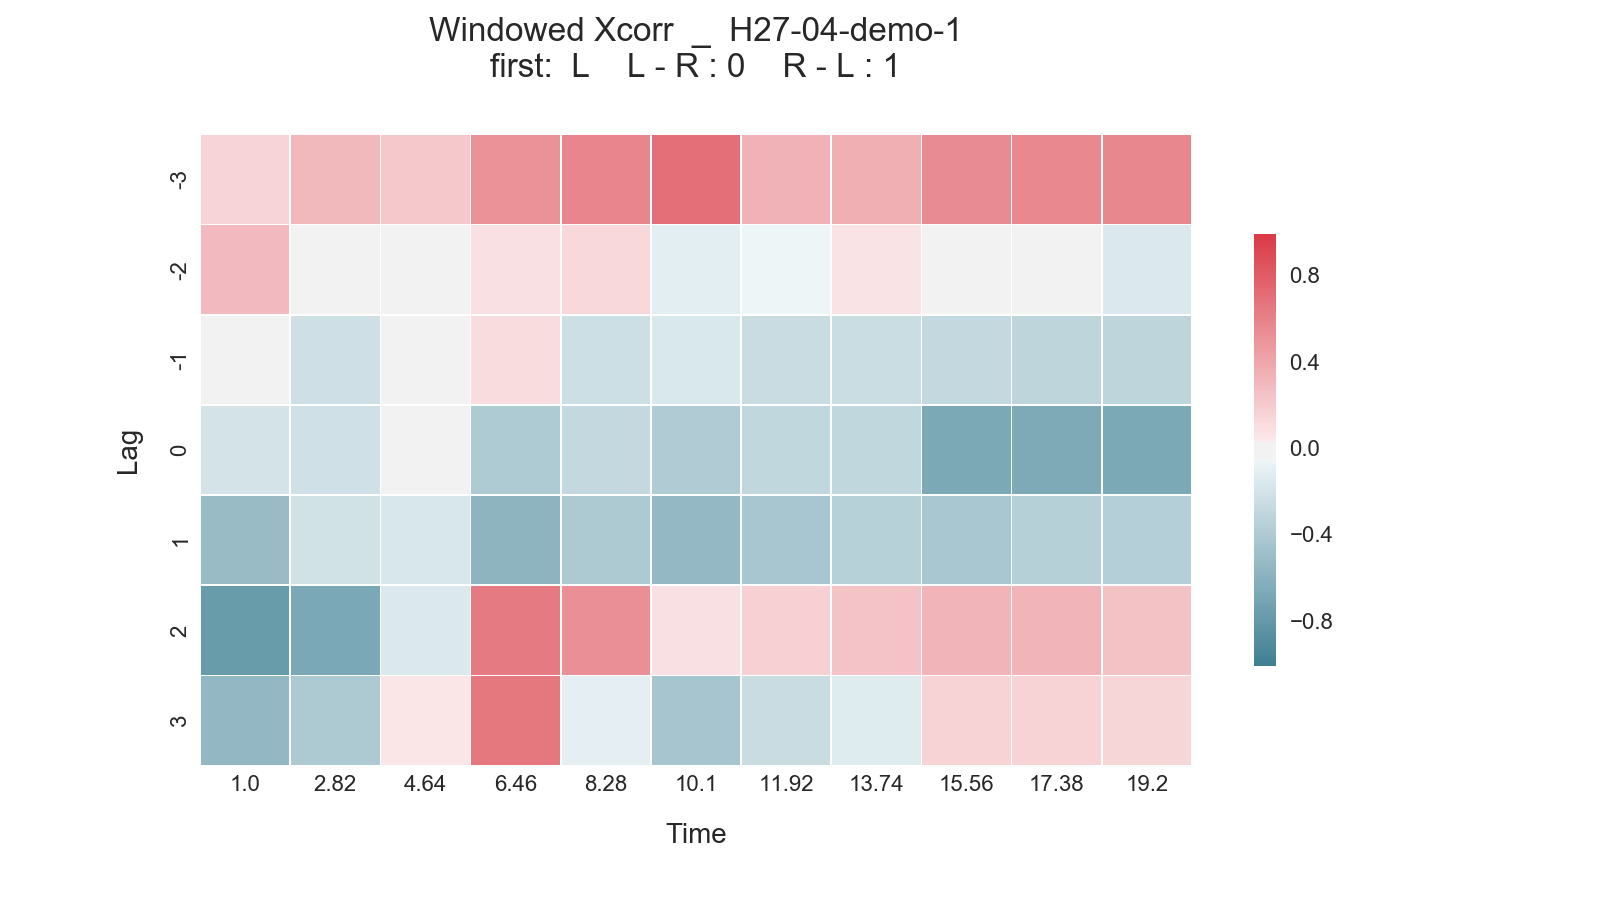 Windowed Xcorr _ H27-04-demo-1
first: L L - R : 0 R - L : 1
-3
-2
-1
0
1
2
3
Lag
1.0 2.82 4.64 6.46 8.28 10.1 11.92 13.74 15.56 17.38 19.2
Time
0.8
0.4
0.0
−0.4
−0.8